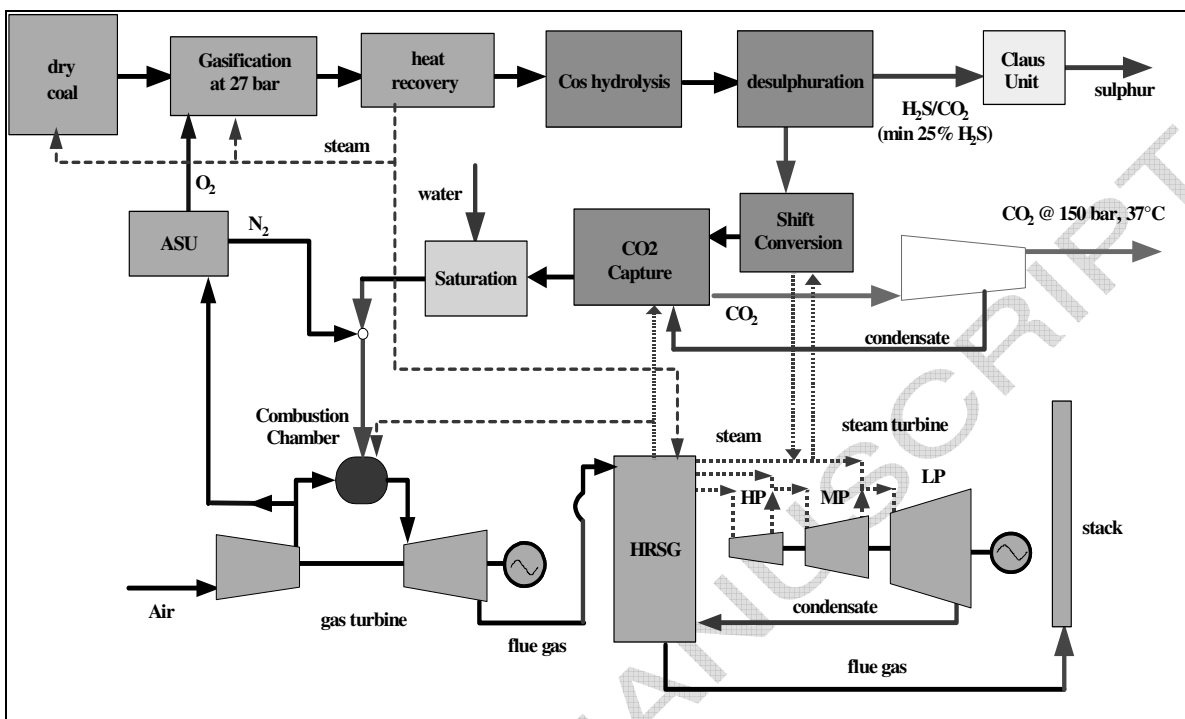 dry
coal
Gasification
at 27 bar
heat
recovery
Cos hydrolysis
desulphuration
Claus
Unit
sulphur
H₂S/CO₂
(min 25% H₂S)
steam
O₂
water
N₂
ASU
Saturation
CO2
Capture
Shift
Conversion
CO₂ @ 150 bar, 37°C
CO₂
condensate
Combustion
Chamber
steam
steam turbine
HP
MP
LP
HRSG
stack
Air
gas turbine
flue gas
condensate
flue gas
ANUSCRIPT